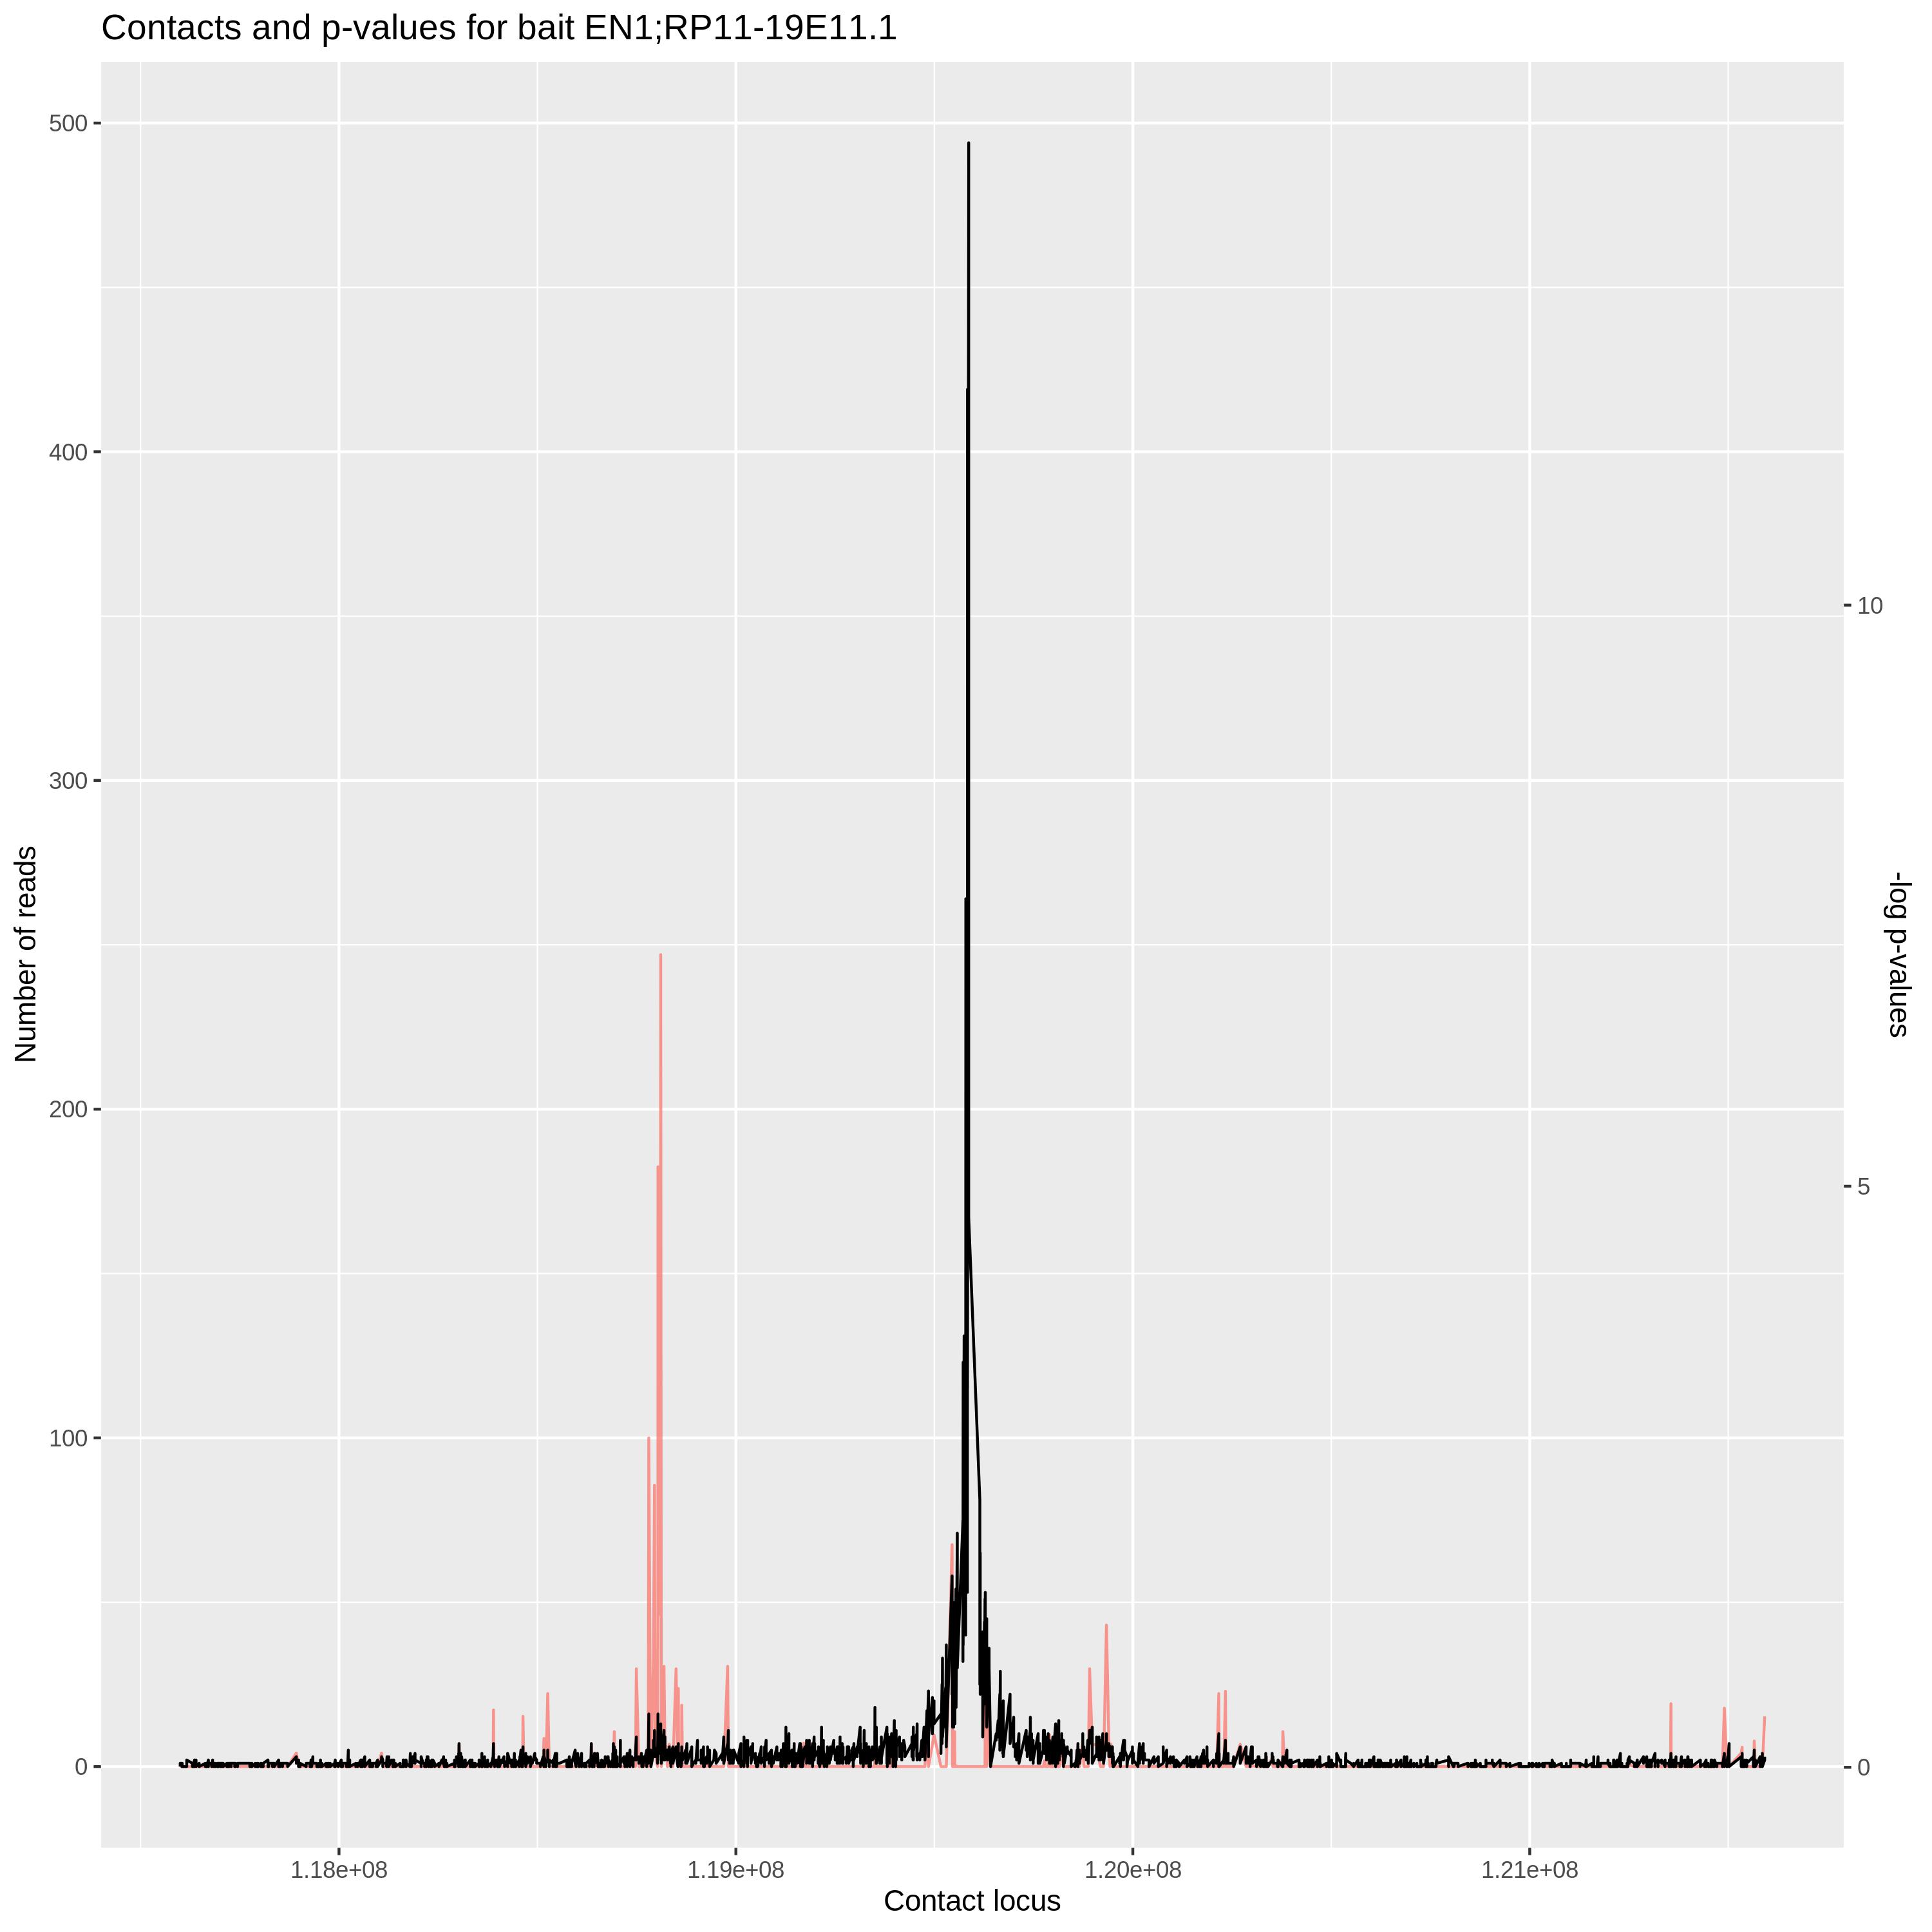 Contacts and p-values for bait EN1;RP11-19E11.1
500
400
300
200
100
0
Number of reads
10
5
0
-log p-values
1.18e+08
1.19e+08
1.20e+08
1.21e+08
Contact locus